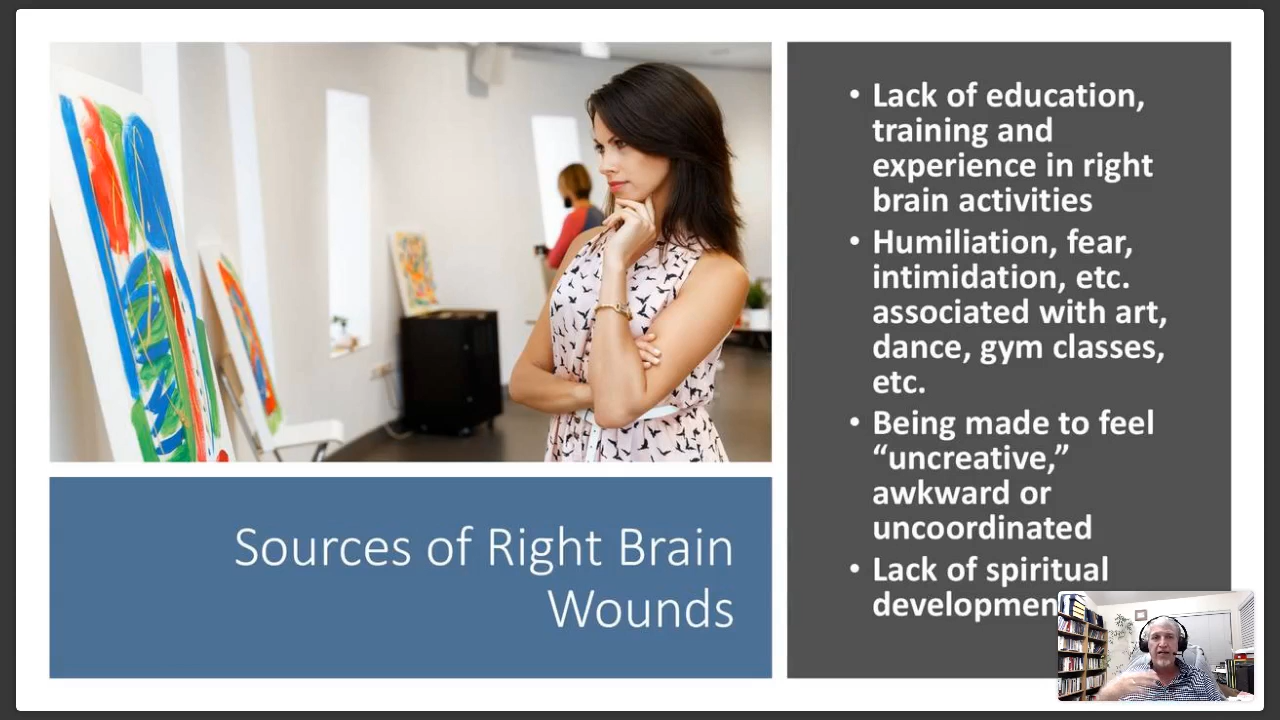 • Lack of education,
training and
experience in right
brain activities
• Humiliation, fear,
intimidation, etc.
associated with art,
dance, gym classes,
etc.
• Being made to feel
“uncreative,”
awkward or
uncoordinated
• Lack of spiritual
Sources of Right Brain
Wounds